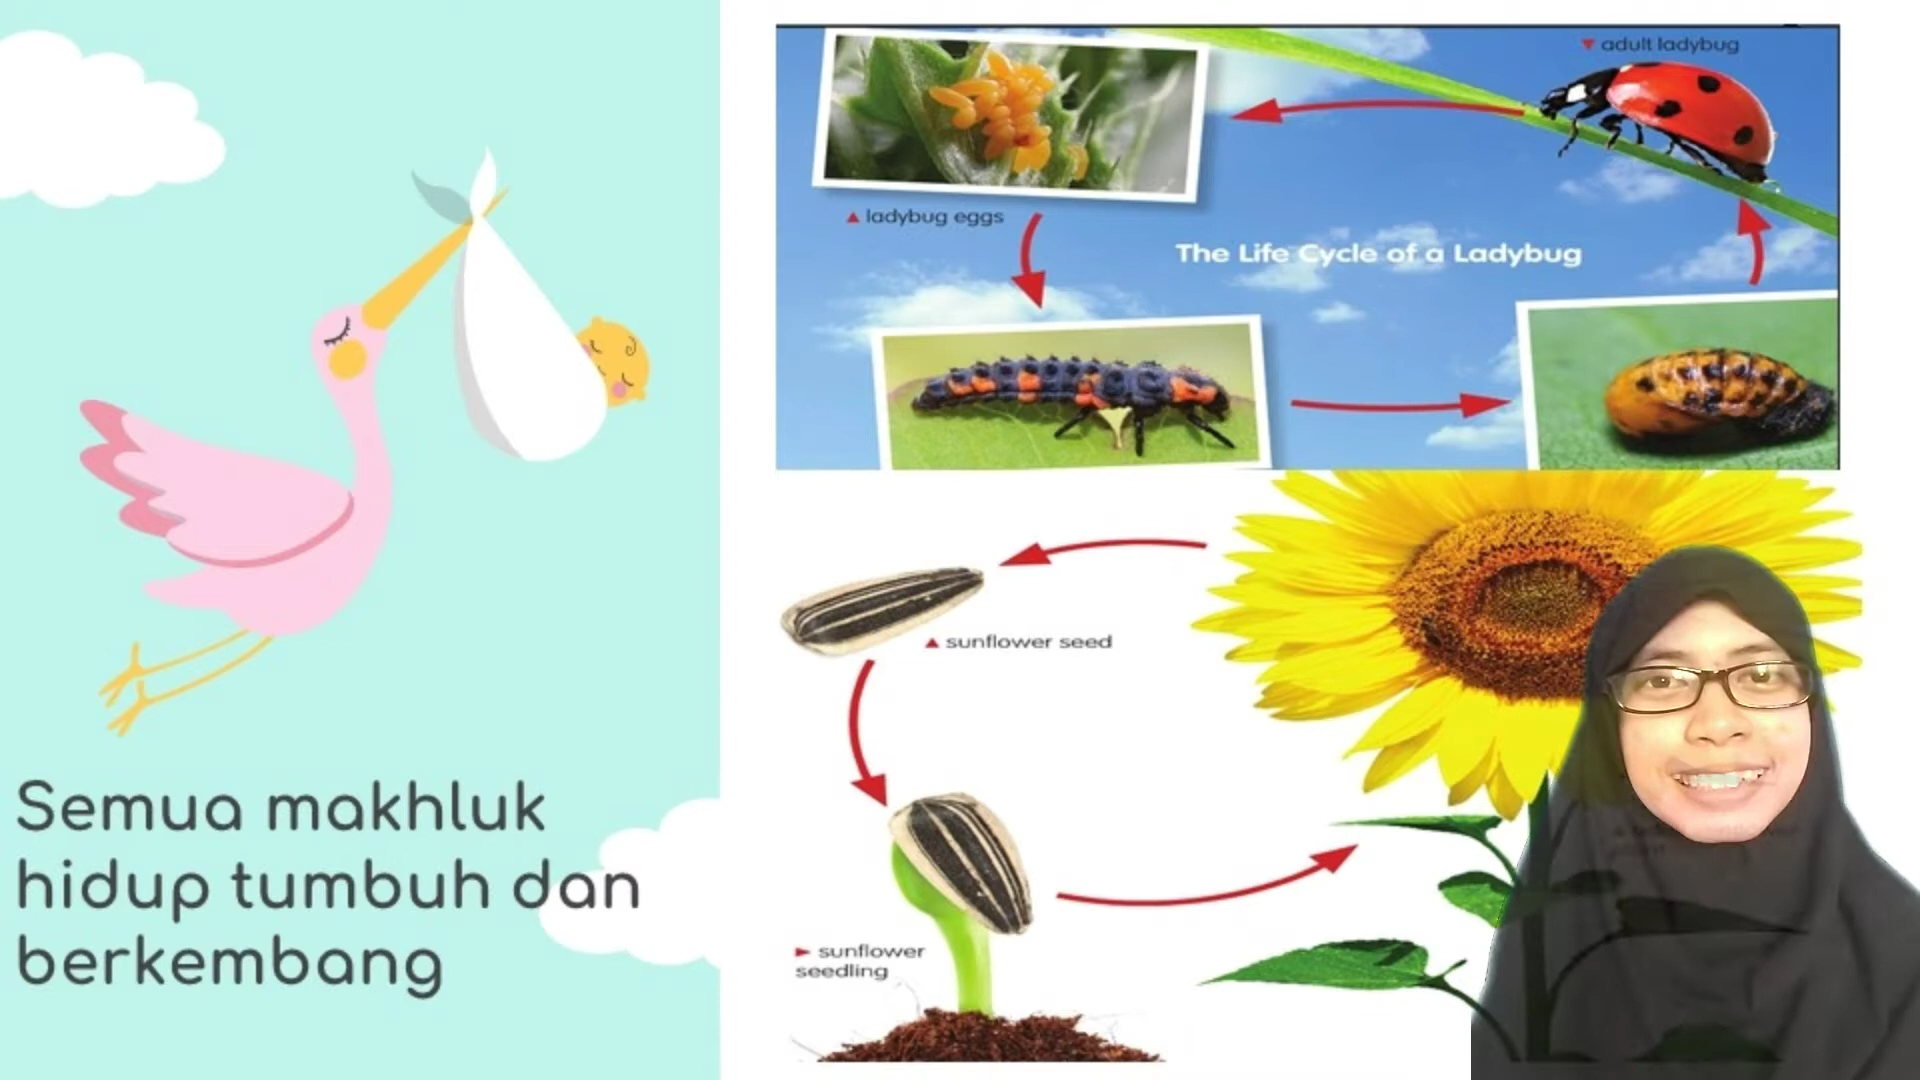 Semua makhluk
hidup tumbuh dan
berkembang
adult ladybug
ladybug eggs
The Life Cycle of a Ladybug
sunflower seed
sunflower
seedling